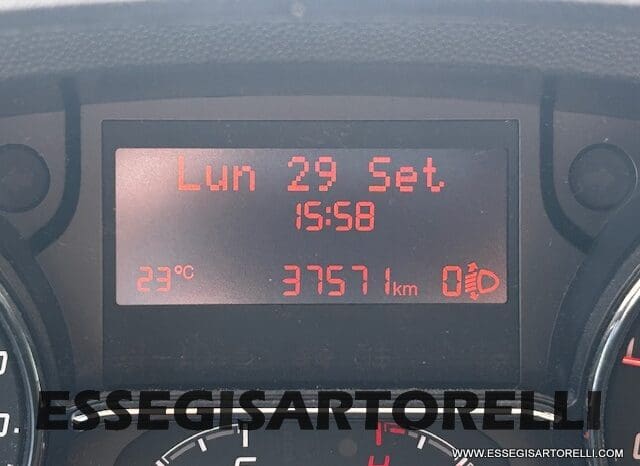 Lun 29 Set
15:58
23°C 37571km 0
ESSEGISARTORELLI
WWW.ESSEGISARTORELLI.COM